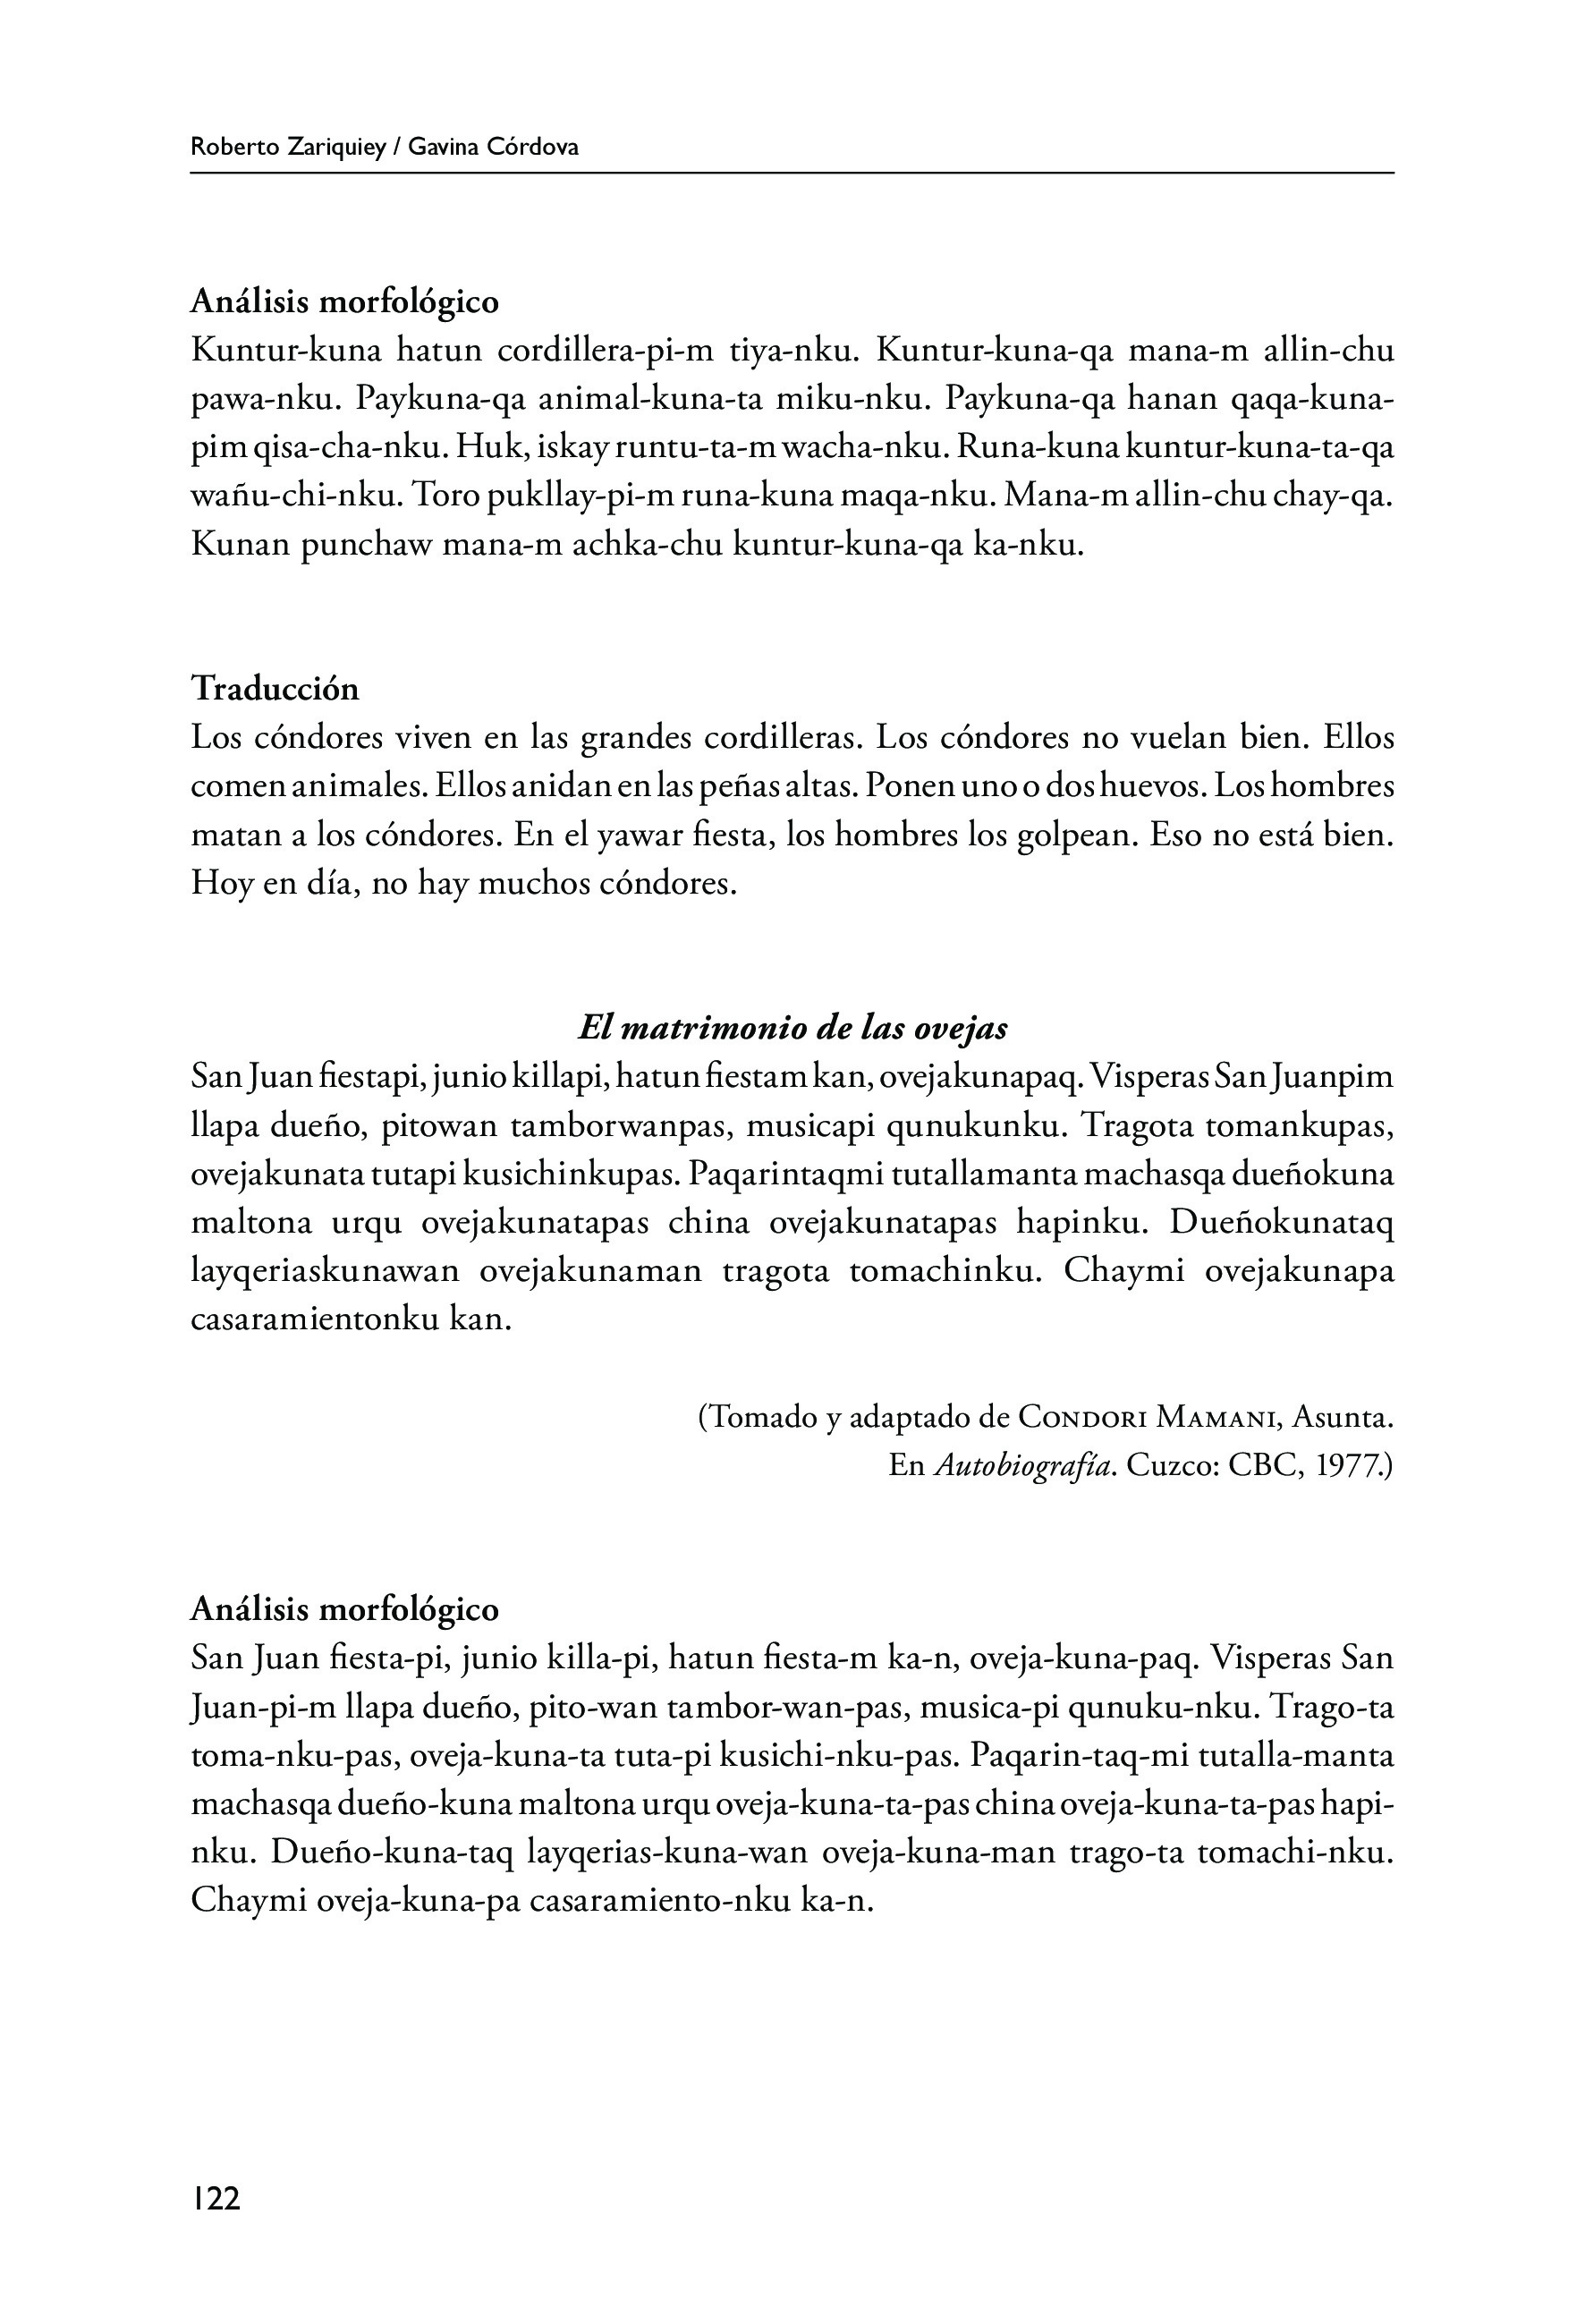 Roberto Zariquiey / Gavina Córdova
Análisis morfológico
Kuntur-kuna hatun cordillera-pi-m tiya-nku. Kuntur-kuna-qa mana-m allin-chu
pawa-nku. Paykuna-qa animal-kuna-ta miku-nku. Paykuna-qa hanan qaqa-kuna-
pim qisa-cha-nku. Huk, iskay runtu-ta-m wacha-nku. Runa-kuna kuntur-kuna-ta-qa
wañu-chi-nku. Toro pukllay-pi-m runa-kuna maqa-nku. Mana-m allin-chu chay-qa.
Kunan punchaw mana-m achka-chu kuntur-kuna-qa ka-nku.
Traducción
Los cóndores viven en las grandes cordilleras. Los cóndores no vuelan bien. Ellos
comen animales. Ellos anidan en las peñas altas. Ponen uno o dos huevos. Los hombres
matan a los cóndores. En el yawar fiesta, los hombres los golpean. Eso no está bien.
Hoy en día, no hay muchos cóndores.
El matrimonio de las ovejas
San Juan fiestapi, junio killapi, hatun fiestam kan, ovejakunapaq. Visperas San Juanpim
llapa dueño, pitowan tamborwanpas, musicapi qunukunku. Tragota tomankupas,
ovejakunata tutapi kusichinkupas. Paqarintaqmi tutallamanta machasqa dueñokuna
maltona urqu ovejakunatapas china ovejakunatapas hapinku. Dueñokunataq
layqeriaskunawan ovejakunaman tragota tomachinku. Chaymi ovejakunapa
casaramientonku kan.
(Tomado y adaptado de Condori Mamani, Asunta.
En Autobiografía. Cuzco: CBC, 1977.)
Análisis morfológico
San Juan fiesta-pi, junio killa-pi, hatun fiesta-m ka-n, oveja-kuna-paq. Visperas San
Juan-pi-m llapa dueño, pito-wan tambor-wan-pas, musica-pi qunuku-nku. Trago-ta
toma-nku-pas, oveja-kuna-ta tuta-pi kusichi-nku-pas. Paqarin-taq-mi tutalla-manta
machasqa dueño-kuna maltona urqu oveja-kuna-ta-pas china oveja-kuna-ta-pas hapi-
nku. Dueño-kuna-taq layqerias-kuna-wan oveja-kuna-man trago-ta tomachi-nku.
Chaymi oveja-kuna-pa casaramiento-nku ka-n.
122